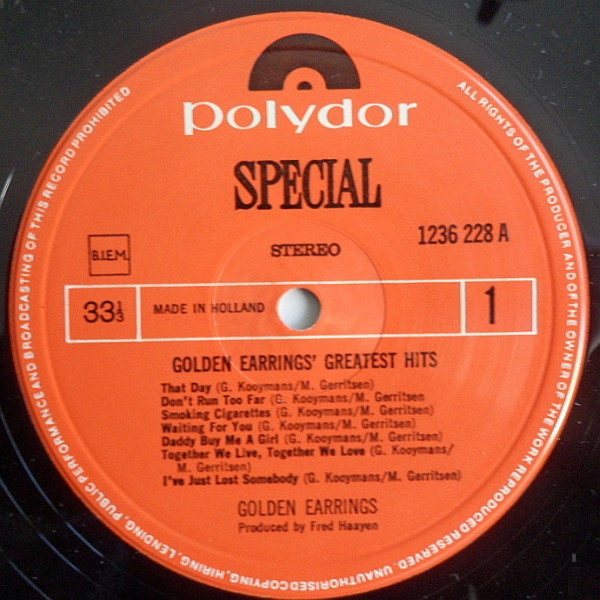 polydor
SPECIAL
STEREO
1236 228 A
B.I.E.M.
33⅓
MADE IN HOLLAND
1
GOLDEN EARRINGS' GREATEST HITS
That Day (G. Kooymans/M. Gerritsen)
Don't Run Too Far (G. Kooymans/M. Gerritsen
Smoking Cigarettes (G. Kooymans/M. Gerritsen)
Waiting For You (G. Kooymans/M. Gerritsen)
Daddy Buy Me A Girl (G. Kooymans/M. Gerritsen)
Together We Live, Together We Love (G. Kooymans/
M. Gerritsen)
I've Just Lost Somebody (G. Kooymans/M. Gerritsen)
GOLDEN EARRINGS
Produced by Fred Haayen
ALL RIGHTS OF THE PRODUCER AND OF THE OWNER OF THE WORK REPRODUCED RESERVED. UNAUTHORISED COPYING, HIRING, LENDING, PUBLIC PERFORMANCE AND BROADCASTING OF THIS RECORD PROHIBITED